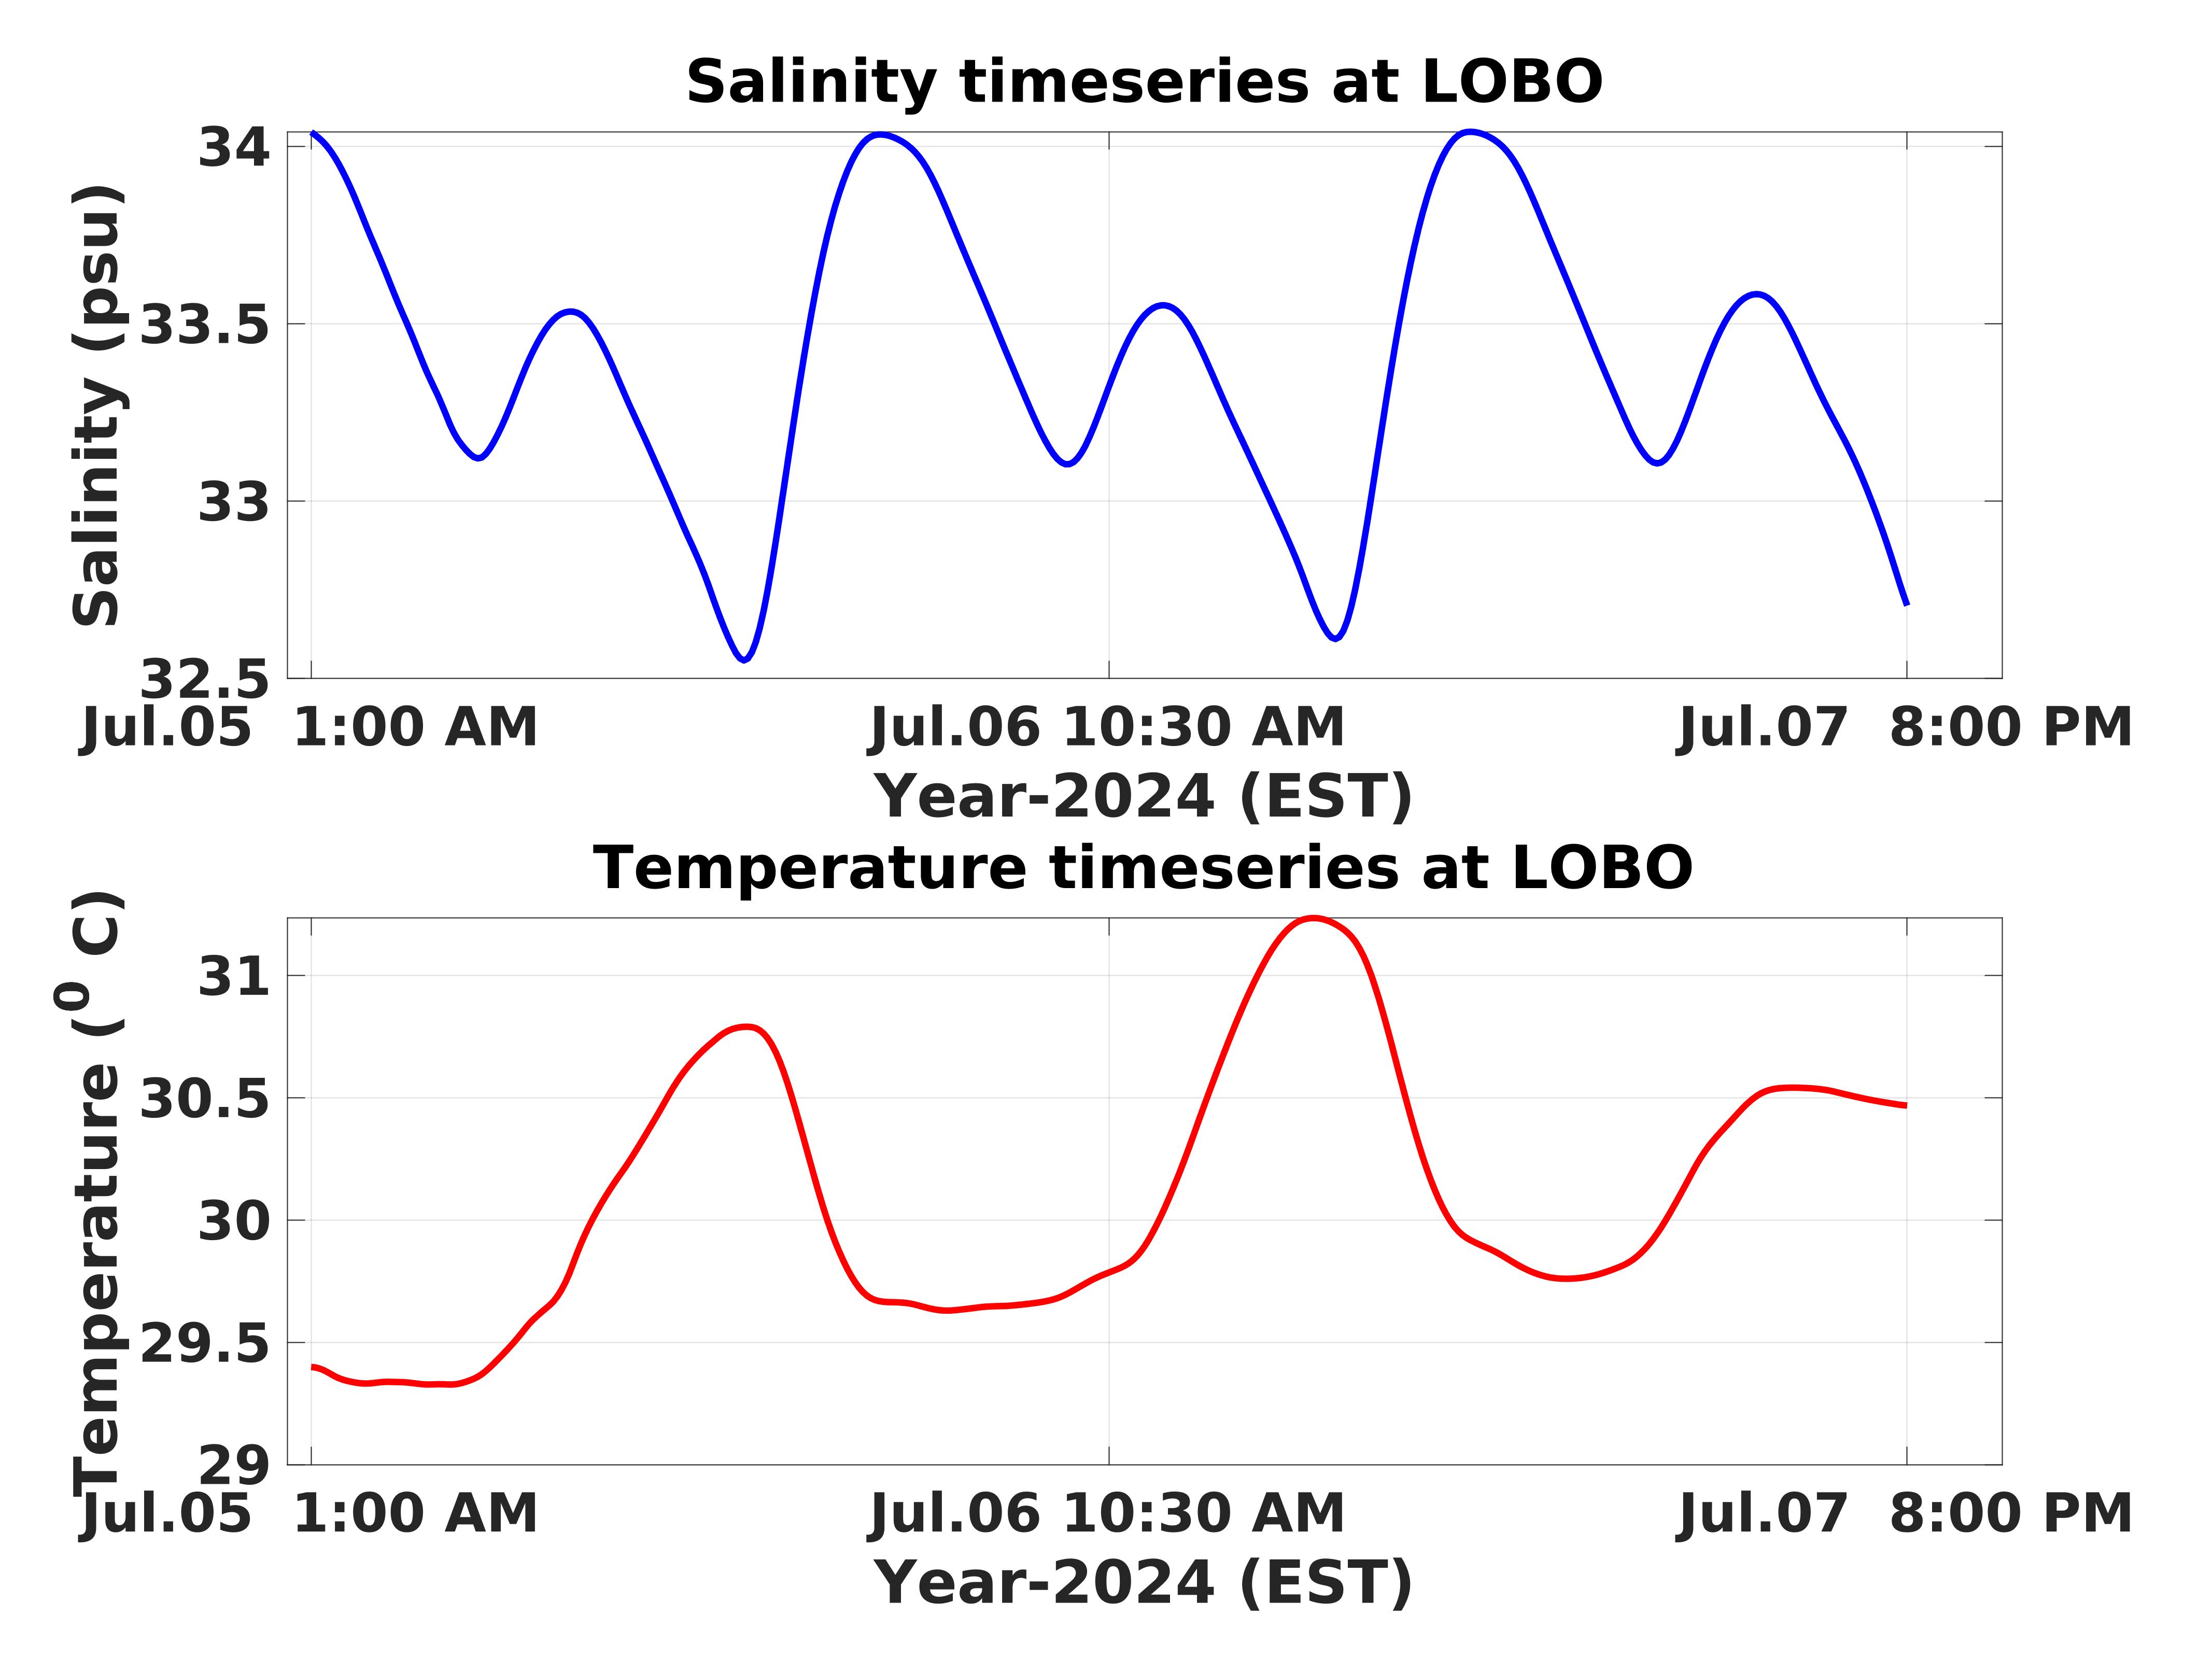 Salinity timeseries at LOBO
Salinity (psu)
34
33.5
33
32.5
Jul.05  1:00 AM
Jul.06 10:30 AM
Jul.07  8:00 PM
Year-2024 (EST)
Temperature timeseries at LOBO
Temperature (⁰ C)
31
30.5
30
29.5
29
Jul.05  1:00 AM
Jul.06 10:30 AM
Jul.07  8:00 PM
Year-2024 (EST)